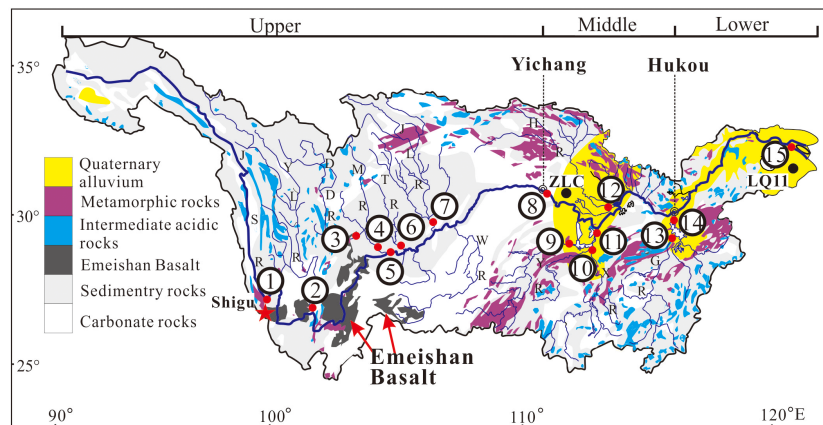 Upper Middle Lower
Yichang Hukou
35°
30°
25°
Quaternary
alluvium
Metamorphic rocks
Intermediate acidic
rocks
Emeishan Basalt
Sedimentry rocks
Carbonate rocks
J
S
R
Y
L
R
D
D
R
M
R
T
R
J
L
R
W
R
H
R
Y
R
ZX
R
G
R
ZLC
LQ11
Shigu
1
2
3
4
5
6
7
8
9
10
11
12
13
14
15
Emeishan
Basalt
90° 100° 110° 120°E